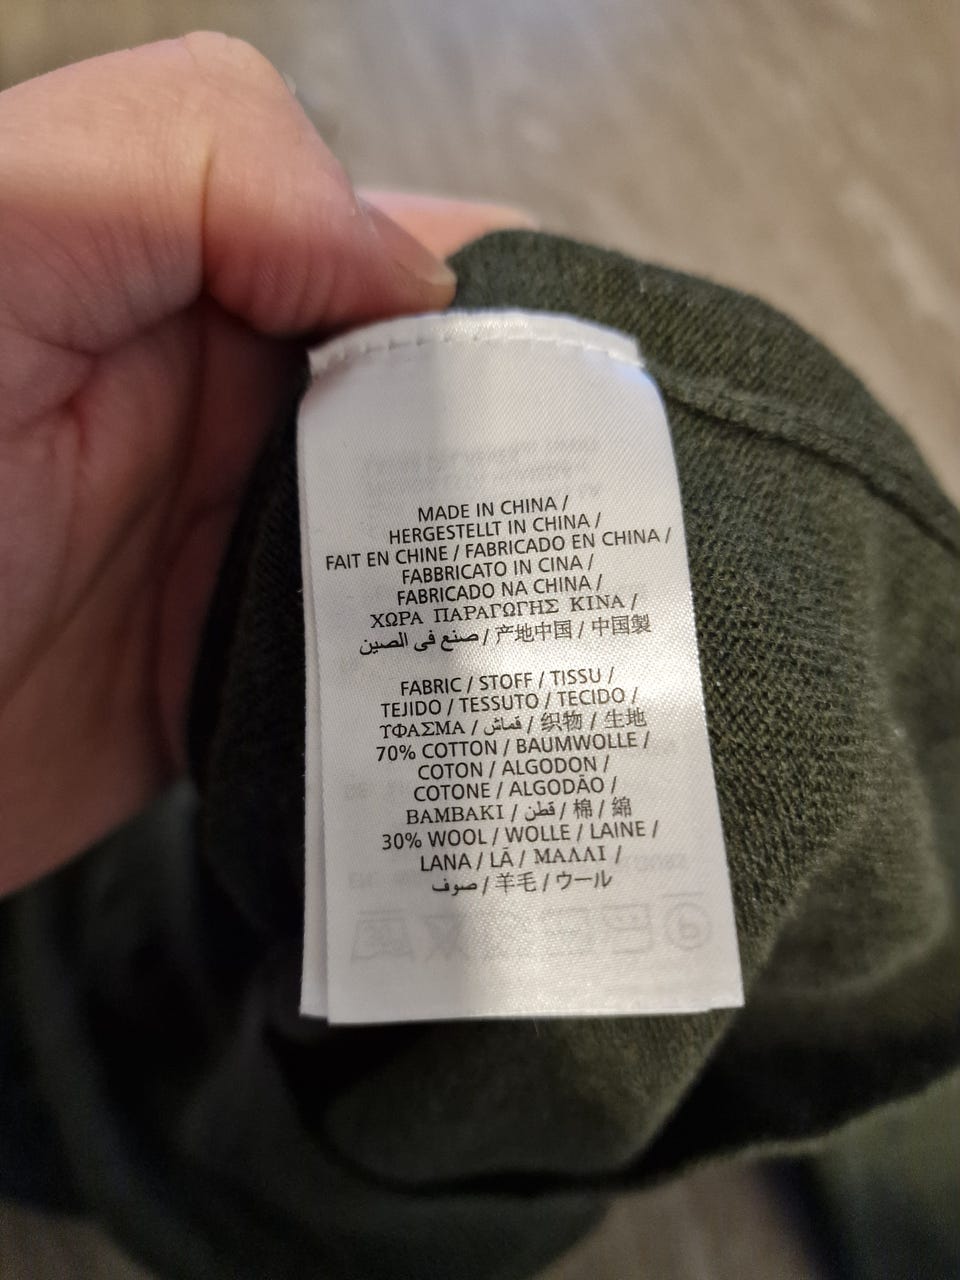 MADE IN CHINA /
HERGESTELLT IN CHINA /
FAIT EN CHINE / FABRICADO EN CHINA /
FABBRICATO IN CINA /
FABRICADO NA CHINA /
ΧΩΡΑ ΠΑΡΑΓΩΓΗΣ ΚΙΝΑ /
صنع فى الصين / 产地中国 / 中国製
FABRIC / STOFF / TISSU /
TEJIDO / TESSUTO / TECIDO /
ΥΦΑΣΜΑ / قماش / 织物 / 生地
70% COTTON / BAUMWOLLE /
COTON / ALGODON /
COTONE / ALGODÃO /
BAMBAKI / قطن / 棉 / 綿
30% WOOL / WOLLE / LAINE /
LANA / LÃ / ΜΑΛΛΙ /
صوف / 羊毛 / ウール